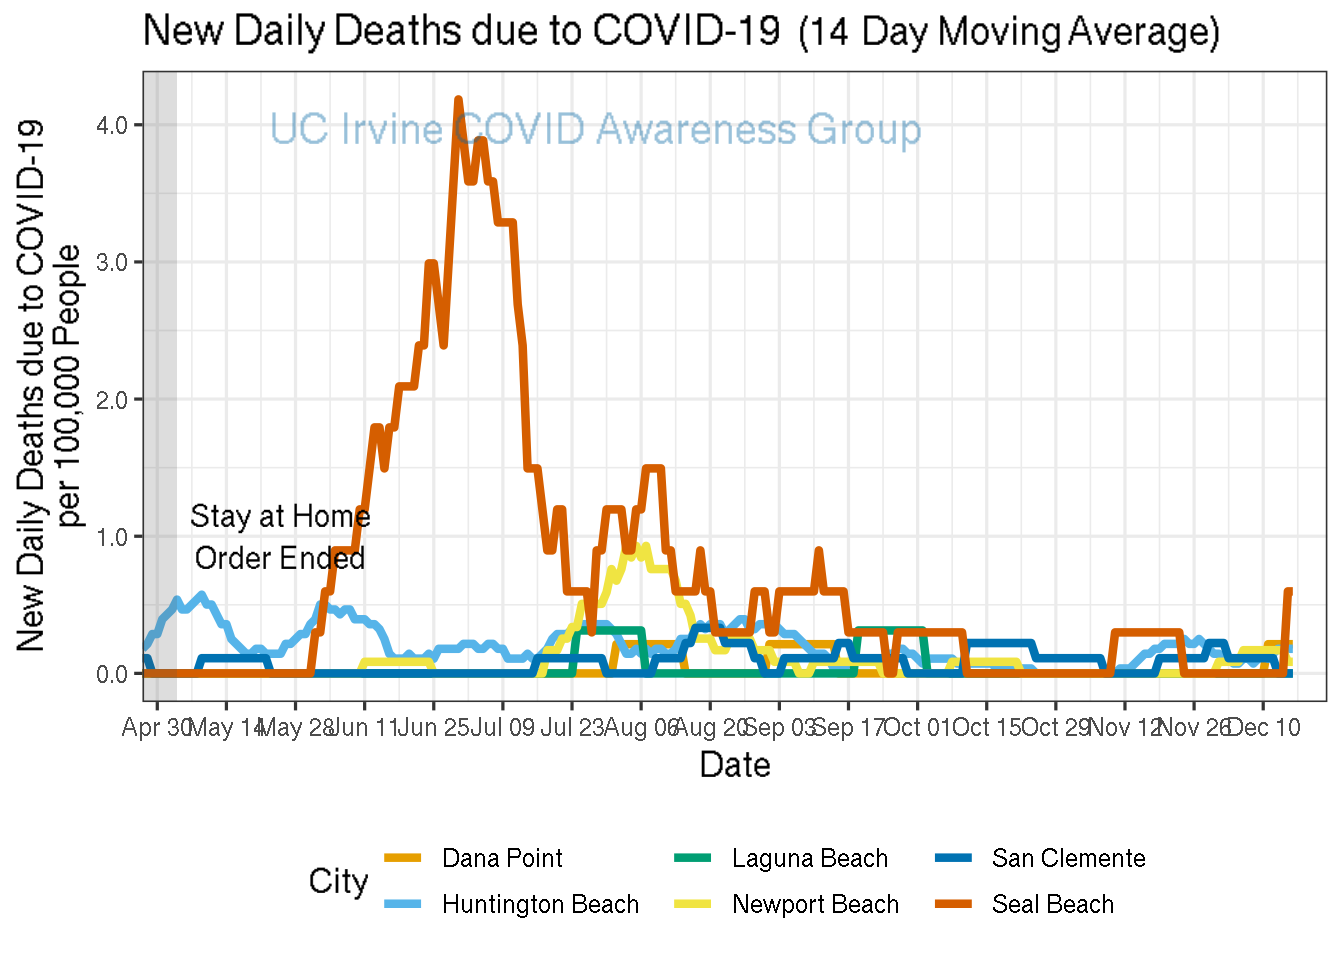 New Daily Deaths due to COVID-19 (14 Day Moving Average)
UC Irvine COVID Awareness Group
New Daily Deaths due to COVID-19
per 100,000 People
4.0
3.0
2.0
1.0
0.0
Stay at Home
Order Ended
Apr 30 May 14 May 28 Jun 11 Jun 25 Jul 09 Jul 23 Aug 06 Aug 20 Sep 03 Sep 17 Oct 01 Oct 15 Oct 29 Nov 12 Nov 26 Dec 10
Date
City
Dana Point Laguna Beach San Clemente
Huntington Beach Newport Beach Seal Beach